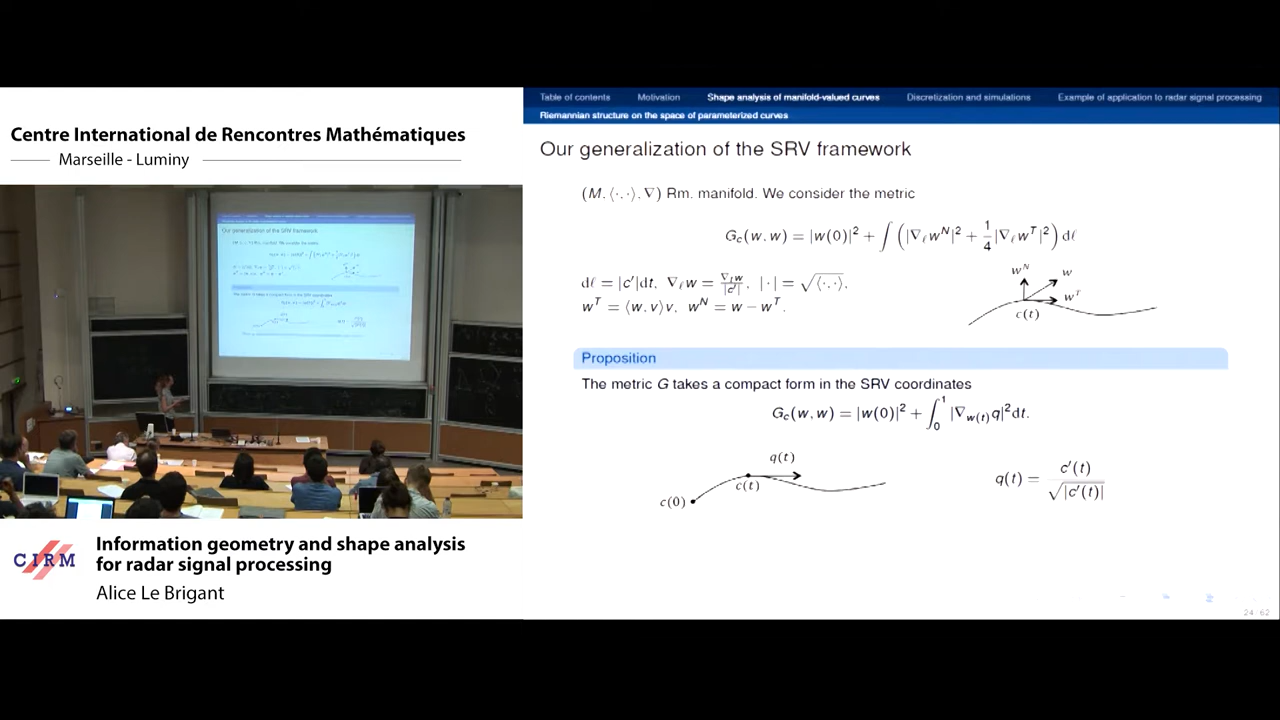 Centre International de Rencontres Mathématiques
Marseille - Luminy
CIRM
Information geometry and shape analysis
for radar signal processing
Alice Le Brigant
Table of contents Motivation Shape analysis of manifold-valued curves Discretization and simulations Example of application to radar signal processing
Riemannian structure on the space of parameterized curves
Our generalization of the SRV framework
(M, ⟨·,·⟩, ∇) Rm. manifold. We consider the metric
G_c(w, w) = |w(0)|² + ∫ (|∇_ℓ w^N|² + 1/4 |∇_ℓ w^T|²) dℓ
dℓ = |c′|dt, ∇_ℓ w = ∇_t w / |c′|, |·| = √⟨·,·⟩,
w^T = ⟨w, v⟩v, w^N = w − w^T.
w^N w
w^T
c(t)
Proposition
The metric G takes a compact form in the SRV coordinates
G_c(w, w) = |w(0)|² + ∫₀¹ |∇_{w(t)} q|² dt.
q(t)
c(t)
c(0)
q(t) = c′(t) / √|c′(t)|
24 / 62